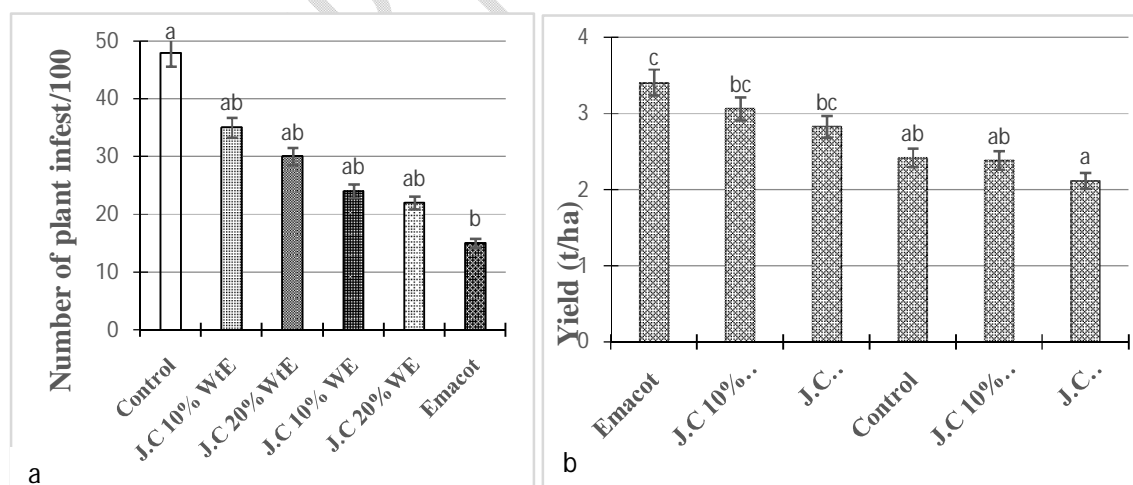 Number of plant infest/100
50
40
30
20
10
0
a
ab
ab
ab
ab
b
Control
J.C 10% WtE
J.C 20% WtE
J.C 10% WE
J.C 20% WE
Emacot
a
Yield (t/ha)
4
3
2
1
0
c
bc
bc
ab
ab
a
Emacot
J.C 10%..
J.C..
Control
J.C 10%..
J.C..
b